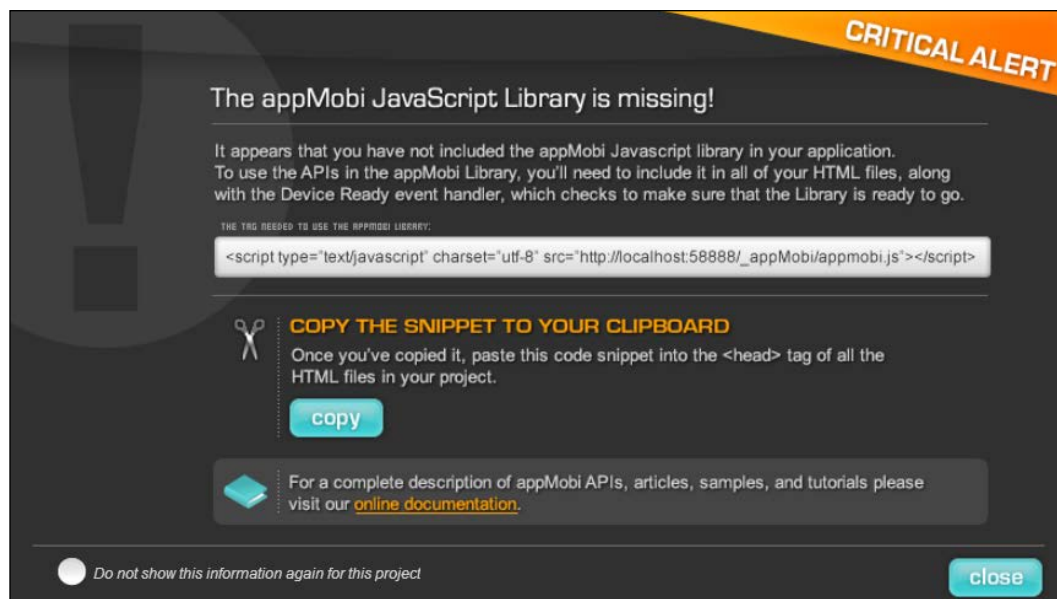 CRITICAL ALERT
The appMobi JavaScript Library is missing!
It appears that you have not included the appMobi Javascript library in your application.
To use the APIs in the appMobi Library, you'll need to include it in all of your HTML files, along
with the Device Ready event handler, which checks to make sure that the Library is ready to go.
THE TAG NEEDED TO USE THE APPMOBI LIBRARY:
<script type="text/javascript" charset="utf-8" src="http://localhost:58888/_appMobi/appmobi.js"></script>
COPY THE SNIPPET TO YOUR CLIPBOARD
Once you've copied it, paste this code snippet into the <head> tag of all the
HTML files in your project.
copy
For a complete description of appMobi APIs, articles, samples, and tutorials please
visit our online documentation.
Do not show this information again for this project
close